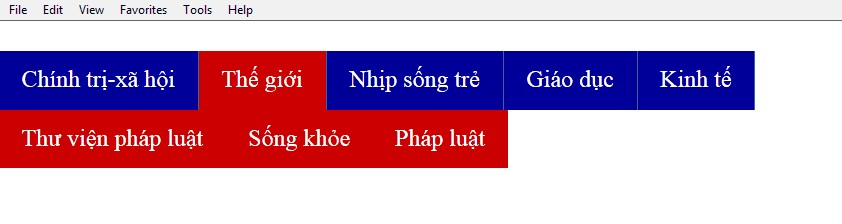 File Edit View Favorites Tools Help
Chính trị-xã hội Thế giới Nhịp sống trẻ Giáo dục Kinh tế
Thư viện pháp luật Sống khỏe Pháp luật